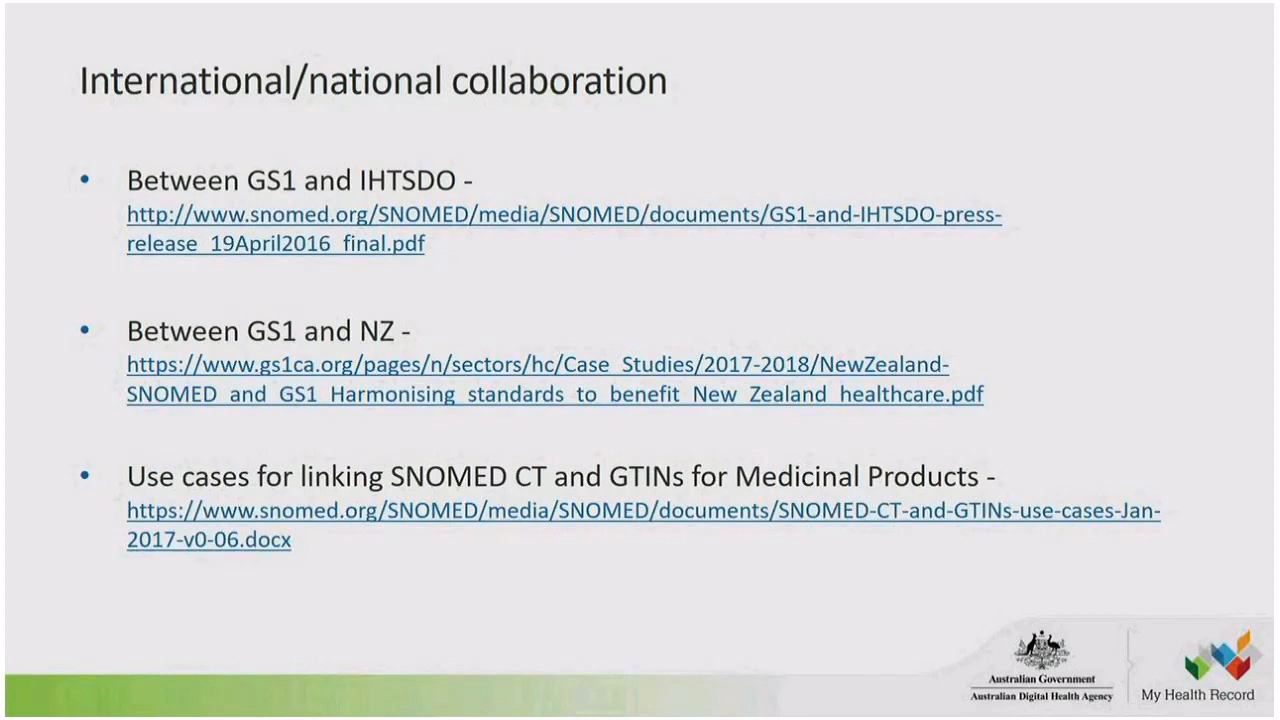 International/national collaboration
• Between GS1 and IHTSDO -
http://www.snomed.org/SNOMED/media/SNOMED/documents/GS1-and-IHTSDO-press-
release_19April2016_final.pdf
• Between GS1 and NZ -
https://www.gs1ca.org/pages/n/sectors/hc/Case_Studies/2017-2018/NewZealand-
SNOMED_and_GS1_Harmonising_standards_to_benefit_New_Zealand_healthcare.pdf
• Use cases for linking SNOMED CT and GTINs for Medicinal Products -
https://www.snomed.org/SNOMED/media/SNOMED/documents/SNOMED-CT-and-GTINs-use-cases-Jan-
2017-v0-06.docx
Australian Government
Australian Digital Health Agency
My Health Record